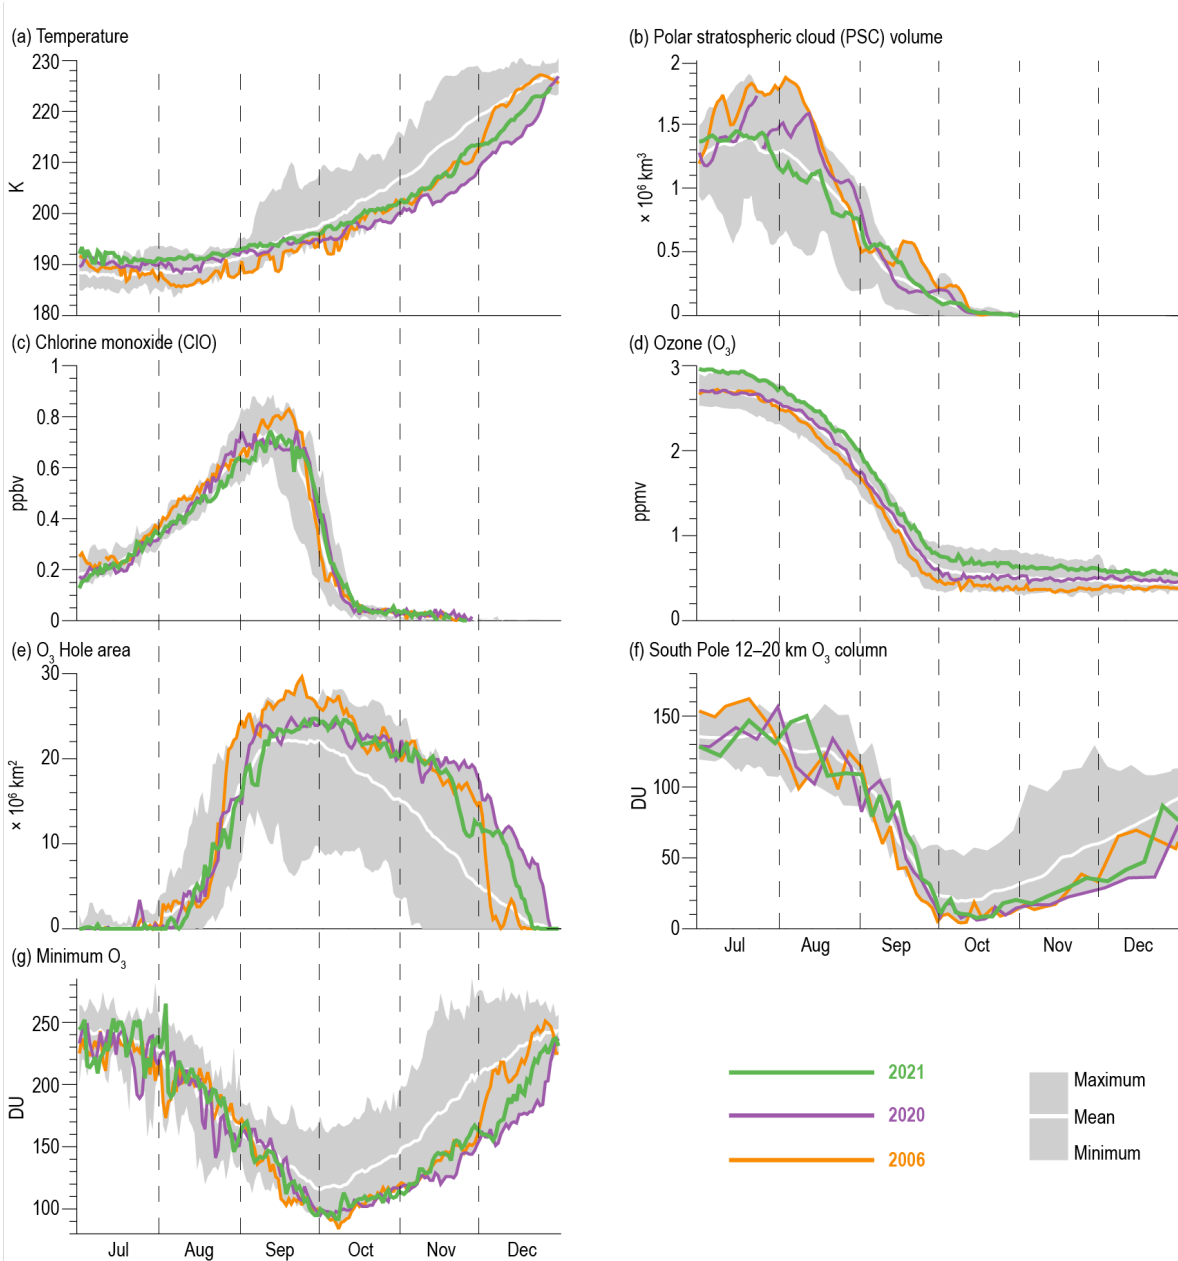 (a) Temperature
230
220
210
200
190
180
K
(b) Polar stratospheric cloud (PSC) volume
2
1.5
1
0.5
0
× 10⁶ km³
(c) Chlorine monoxide (ClO)
1
0.8
0.6
0.4
0.2
0
ppbv
(d) Ozone (O₃)
3
2
1
0
ppmv
(e) O₃ Hole area
30
20
10
0
× 10⁶ km²
(f) South Pole 12–20 km O₃ column
150
100
50
0
DU
Jul Aug Sep Oct Nov Dec
(g) Minimum O₃
250
200
150
100
DU
Jul Aug Sep Oct Nov Dec
2021
2020
2006
Maximum
Mean
Minimum